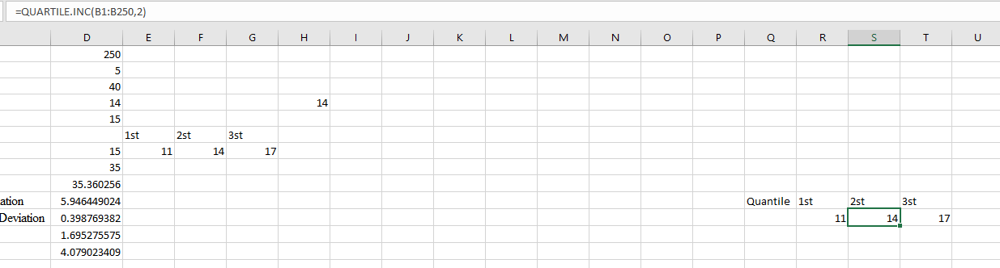 =QUARTILE.INC(B1:B250,2)
D E F G H I J K L M N O P Q R S T U
250
5
40
14 14
15
1st 2st 3st
15 11 14 17
35
35.360256
ation 5.946449024 Quantile 1st 2st 3st
Deviation 0.398769382 11 14 17
1.695275575
4.079023409